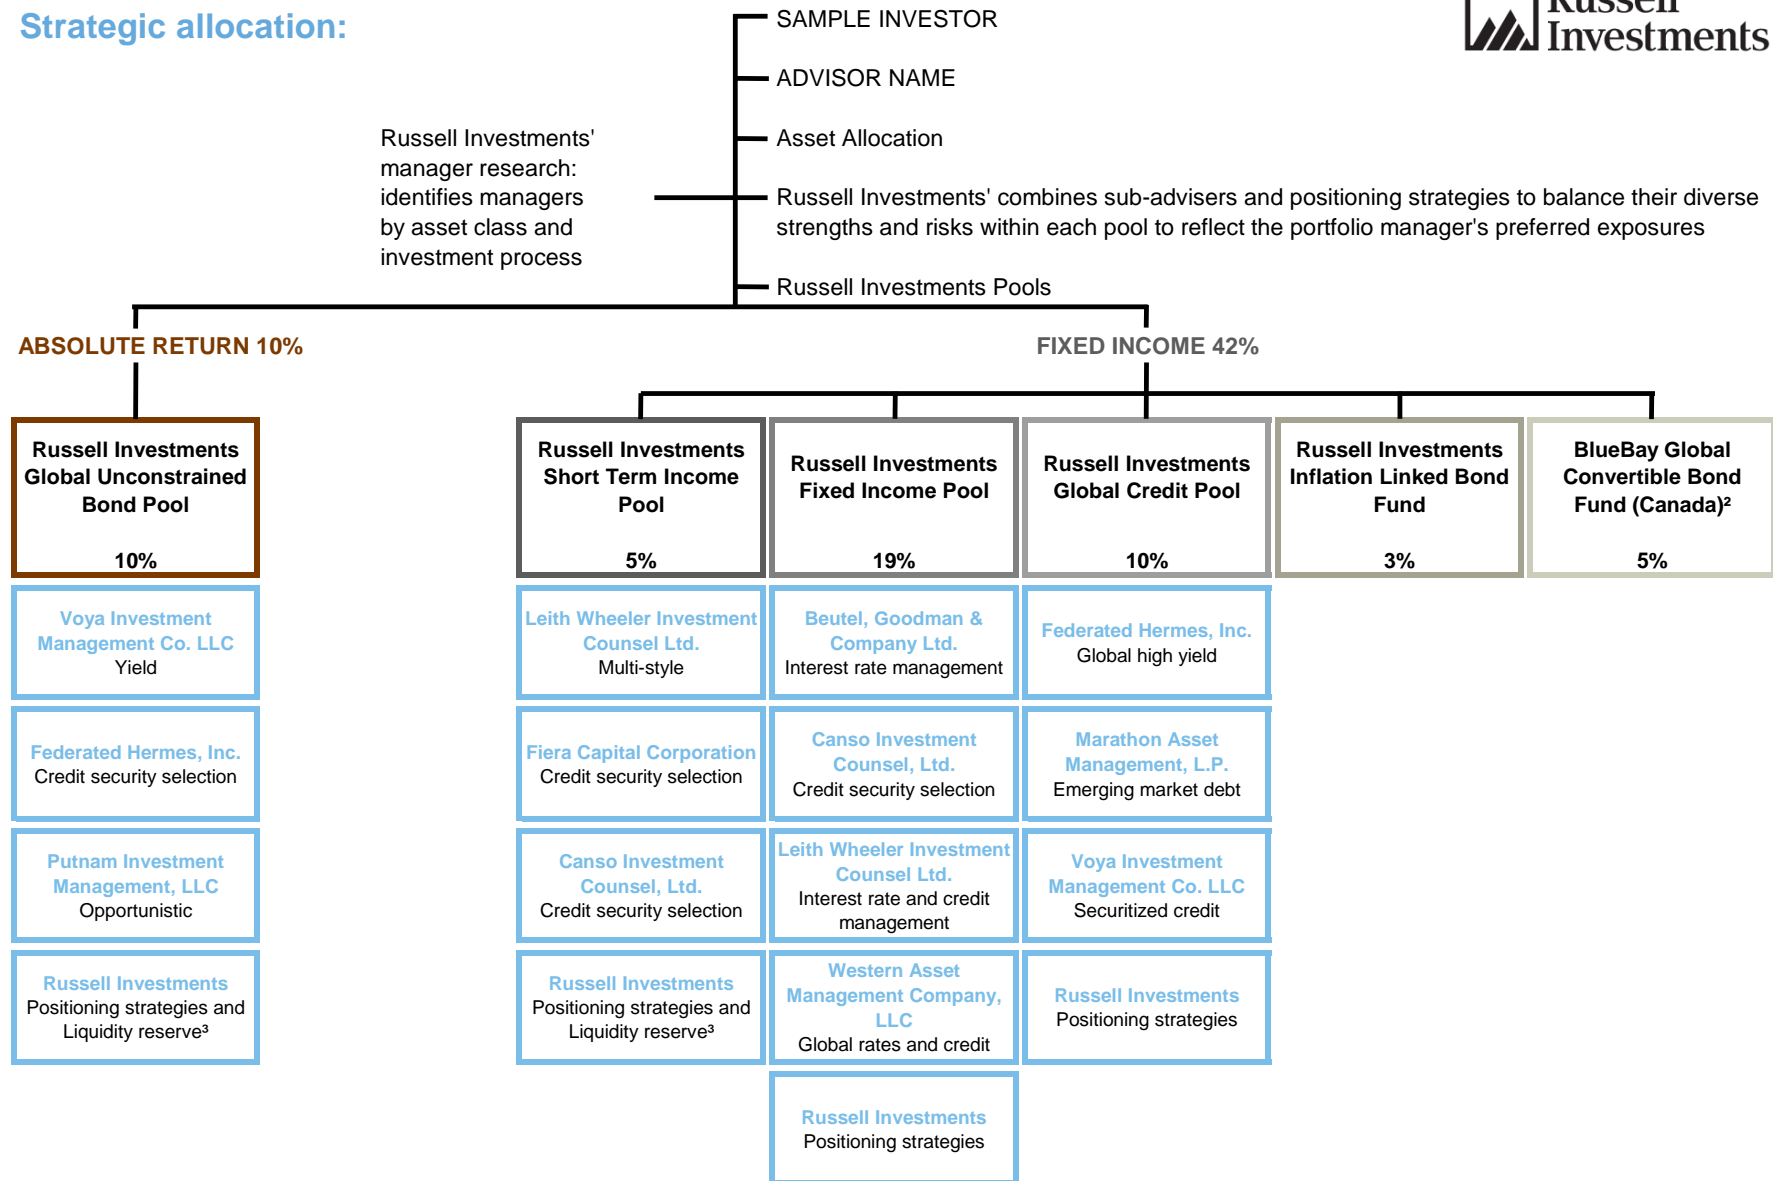 Strategic allocation:
Russell
Investments
SAMPLE INVESTOR
ADVISOR NAME
Asset Allocation
Russell Investments'
manager research:
identifies managers
by asset class and
investment process
Russell Investments' combines sub-advisers and positioning strategies to balance their diverse
strengths and risks within each pool to reflect the portfolio manager's preferred exposures
Russell Investments Pools
ABSOLUTE RETURN 10%
FIXED INCOME 42%
Russell Investments
Global Unconstrained
Bond Pool
10%
Voya Investment
Management Co. LLC
Yield
Federated Hermes, Inc.
Credit security selection
Putnam Investment
Management, LLC
Opportunistic
Russell Investments
Positioning strategies and
Liquidity reserve³
Russell Investments
Short Term Income
Pool
5%
Leith Wheeler Investment
Counsel Ltd.
Multi-style
Fiera Capital Corporation
Credit security selection
Canso Investment
Counsel, Ltd.
Credit security selection
Russell Investments
Positioning strategies and
Liquidity reserve³
Russell Investments
Fixed Income Pool
19%
Beutel, Goodman &
Company Ltd.
Interest rate management
Canso Investment
Counsel, Ltd.
Credit security selection
Leith Wheeler Investment
Counsel Ltd.
Interest rate and credit
management
Western Asset
Management Company,
LLC
Global rates and credit
Russell Investments
Positioning strategies
Russell Investments
Global Credit Pool
10%
Federated Hermes, Inc.
Global high yield
Marathon Asset
Management, L.P.
Emerging market debt
Voya Investment
Management Co. LLC
Securitized credit
Russell Investments
Positioning strategies
Russell Investments
Inflation Linked Bond
Fund
3%
BlueBay Global
Convertible Bond
Fund (Canada)²
5%